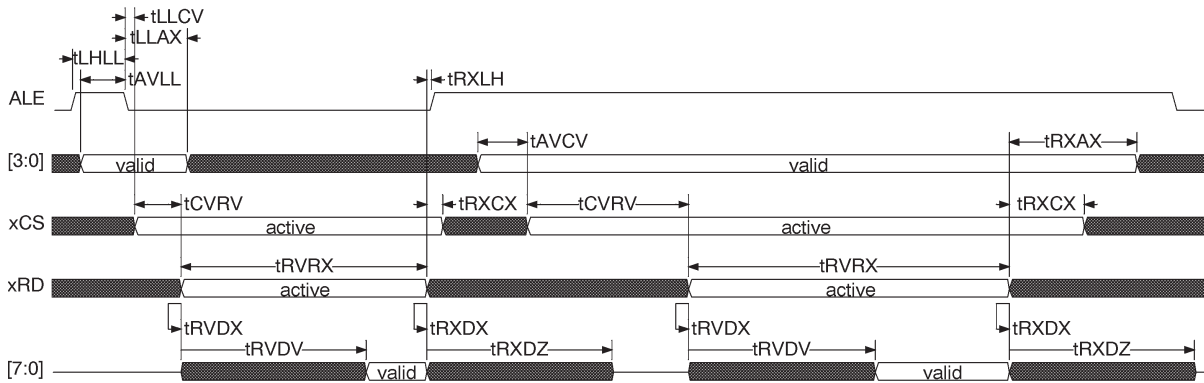 tLLCV
tLLAX
tLHLL
tAVLL
tRXLH
ALE
tAVCV
tRXAX
[3:0]
valid
valid
tCVRV
tRXCX
tCVRV
tRXCX
xCS
active
active
tRVRX
tRVRX
xRD
active
active
tRVDX
tRXDX
tRVDX
tRXDX
tRVDV
tRXDZ
tRVDV
tRXDZ
[7:0]
valid
valid